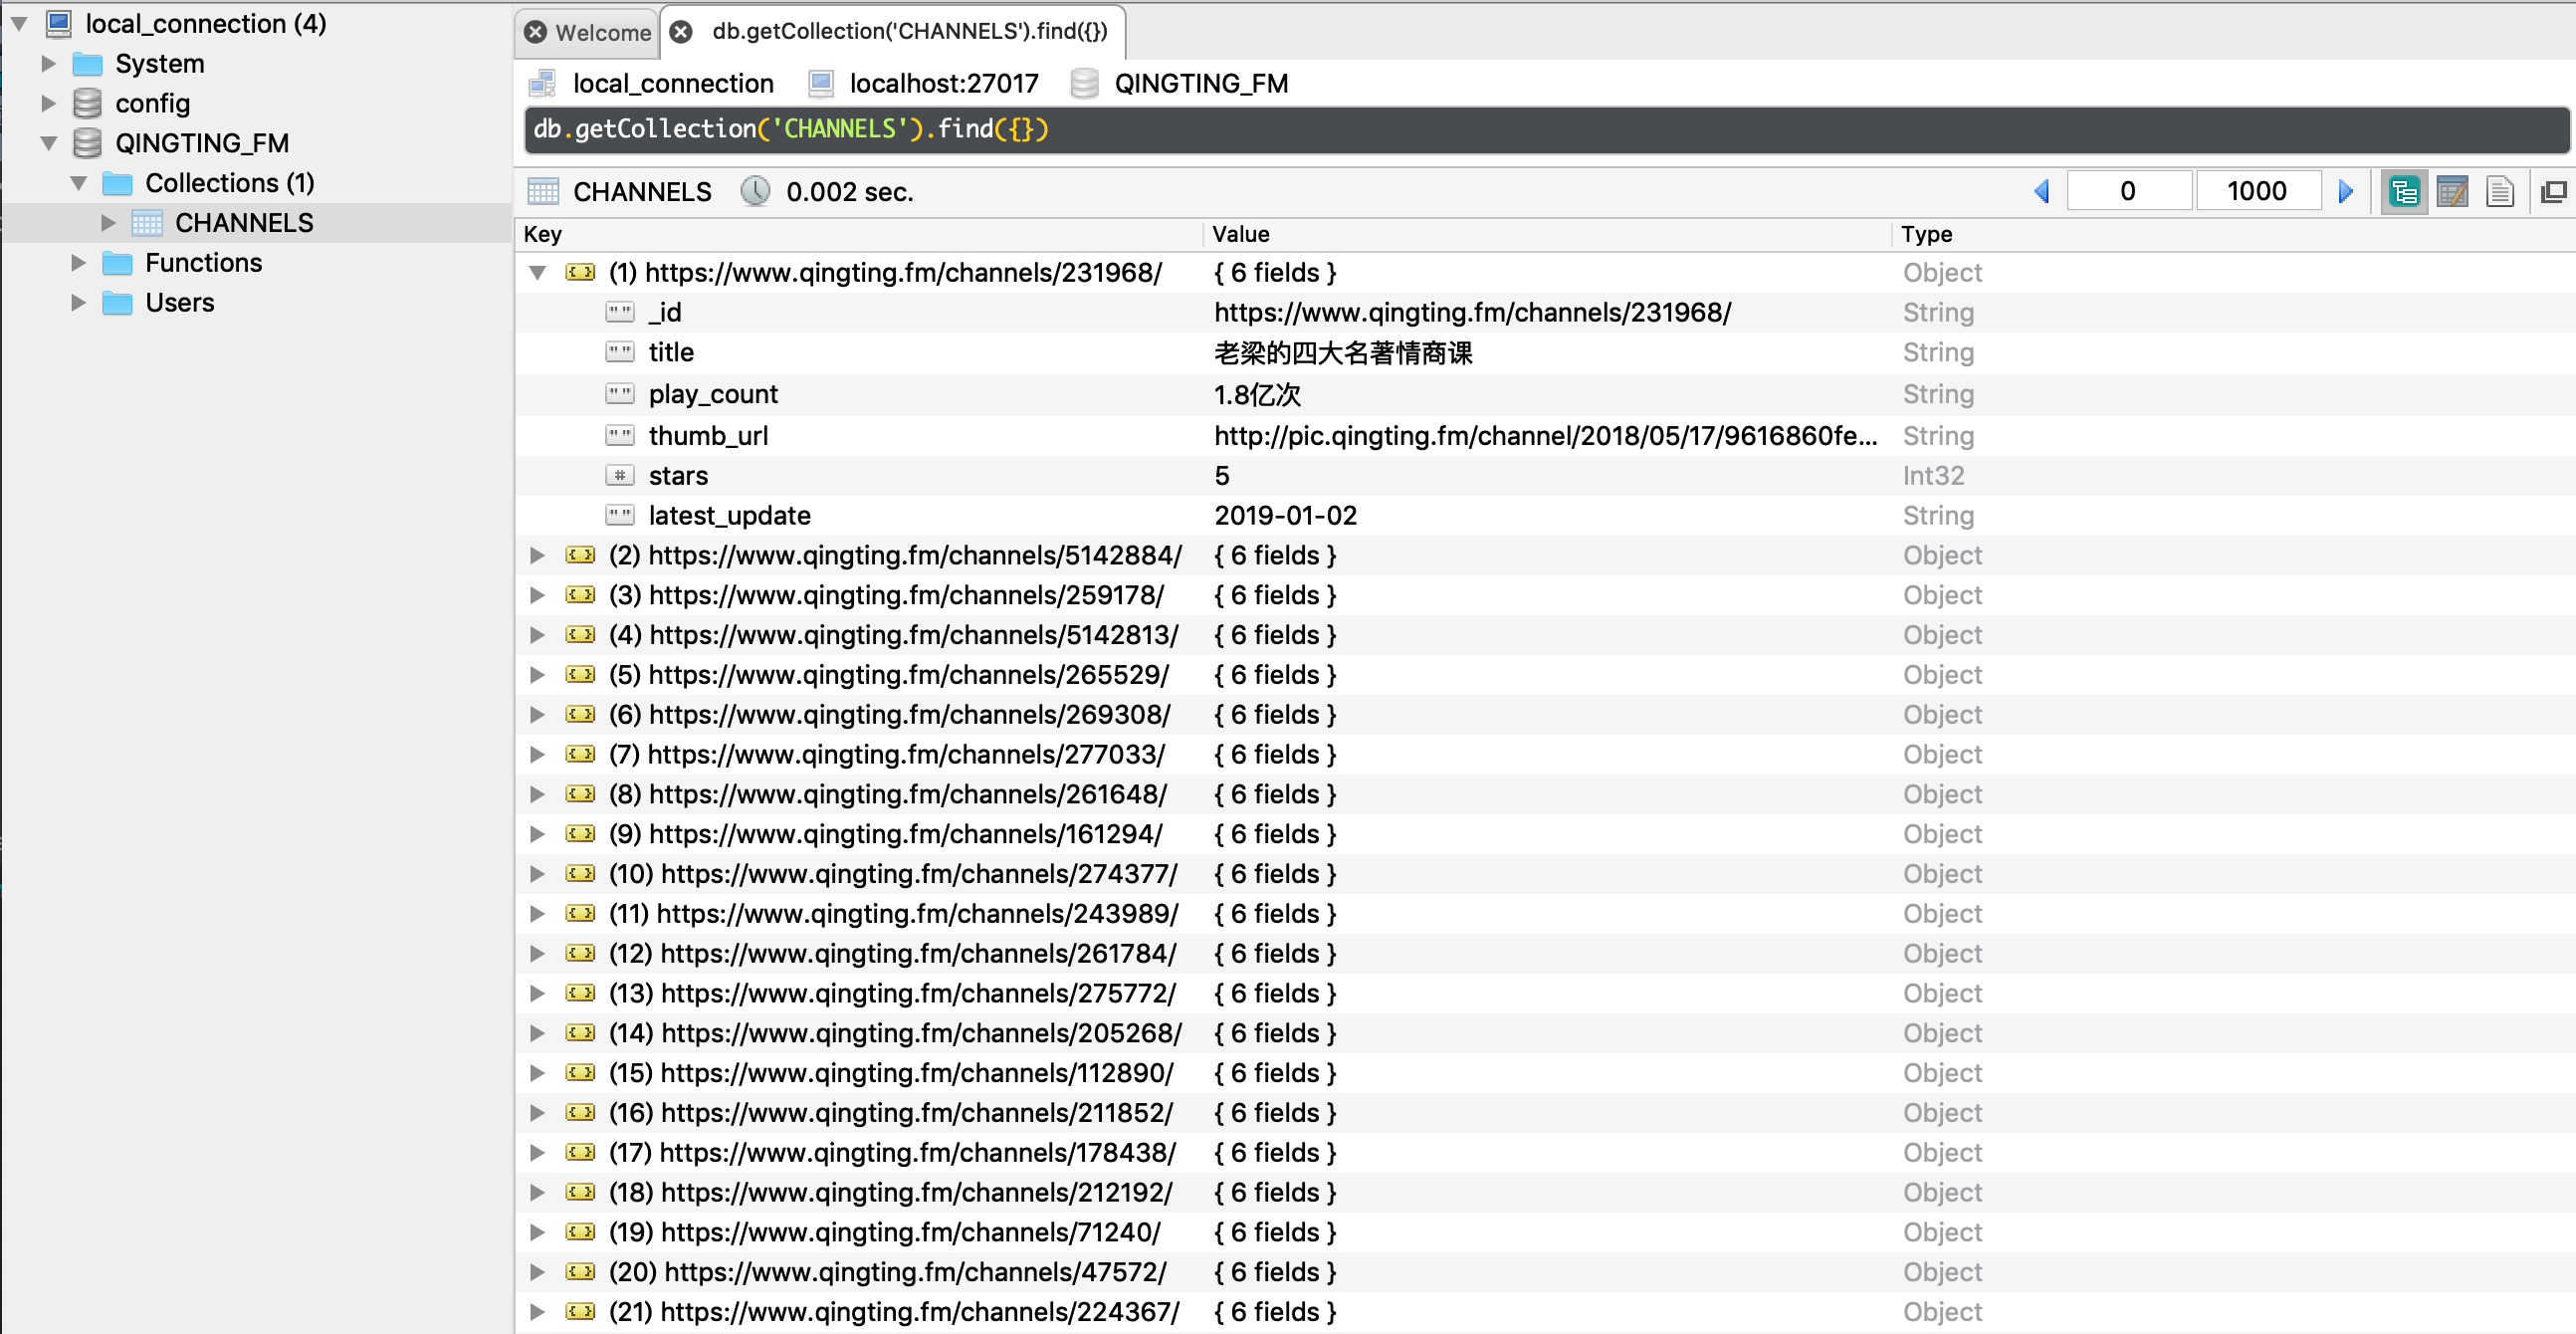 local_connection (4)
System
config
QINGTING_FM
Collections (1)
CHANNELS
Functions
Users
Welcome
db.getCollection('CHANNELS').find({})
local_connection localhost:27017 QINGTING_FM
db.getCollection('CHANNELS').find({})
CHANNELS 0.002 sec. 0 1000
Key Value Type
(1) https://www.qingting.fm/channels/231968/ { 6 fields } Object
_id https://www.qingting.fm/channels/231968/ String
title 老梁的四大名著情商课 String
play_count 1.8亿次 String
thumb_url http://pic.qingting.fm/channel/2018/05/17/9616860fe... String
stars 5 Int32
latest_update 2019-01-02 String
(2) https://www.qingting.fm/channels/5142884/ { 6 fields } Object
(3) https://www.qingting.fm/channels/259178/ { 6 fields } Object
(4) https://www.qingting.fm/channels/5142813/ { 6 fields } Object
(5) https://www.qingting.fm/channels/265529/ { 6 fields } Object
(6) https://www.qingting.fm/channels/269308/ { 6 fields } Object
(7) https://www.qingting.fm/channels/277033/ { 6 fields } Object
(8) https://www.qingting.fm/channels/261648/ { 6 fields } Object
(9) https://www.qingting.fm/channels/161294/ { 6 fields } Object
(10) https://www.qingting.fm/channels/274377/ { 6 fields } Object
(11) https://www.qingting.fm/channels/243989/ { 6 fields } Object
(12) https://www.qingting.fm/channels/261784/ { 6 fields } Object
(13) https://www.qingting.fm/channels/275772/ { 6 fields } Object
(14) https://www.qingting.fm/channels/205268/ { 6 fields } Object
(15) https://www.qingting.fm/channels/112890/ { 6 fields } Object
(16) https://www.qingting.fm/channels/211852/ { 6 fields } Object
(17) https://www.qingting.fm/channels/178438/ { 6 fields } Object
(18) https://www.qingting.fm/channels/212192/ { 6 fields } Object
(19) https://www.qingting.fm/channels/71240/ { 6 fields } Object
(20) https://www.qingting.fm/channels/47572/ { 6 fields } Object
(21) https://www.qingting.fm/channels/224367/ { 6 fields } Object